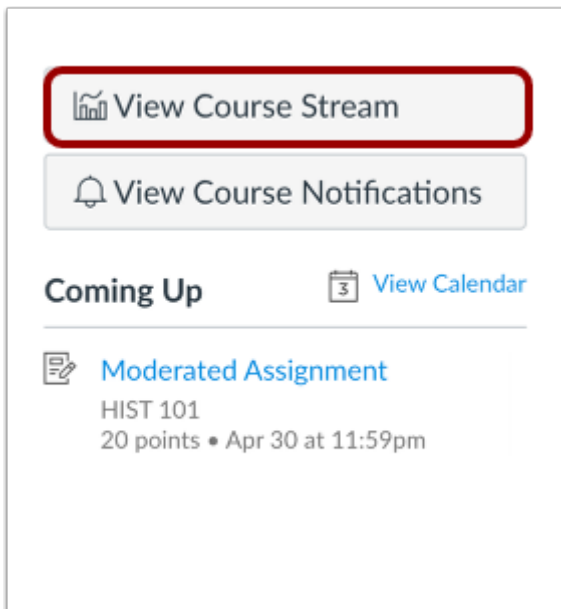 View Course Stream
View Course Notifications
Coming Up
3 View Calendar
Moderated Assignment
HIST 101
20 points • Apr 30 at 11:59pm